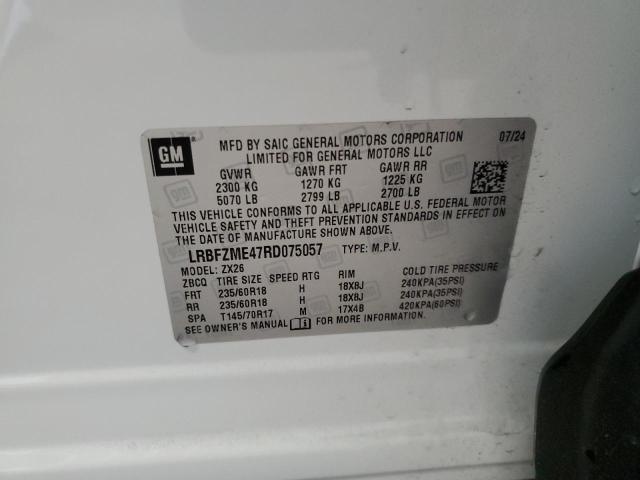 GM
MFD BY SAIC GENERAL MOTORS CORPORATION 07/24
LIMITED FOR GENERAL MOTORS LLC
GVWR GAWR FRT GAWR RR
2300 KG 1270 KG 1225 KG
5070 LB 2799 LB 2700 LB
THIS VEHICLE CONFORMS TO ALL APPLICABLE U.S. FEDERAL MOTOR
VEHICLE SAFETY AND THEFT PREVENTION STANDARDS IN EFFECT ON
THE DATE OF MANUFACTURE SHOWN ABOVE.
LRBFZME47RD075057 TYPE: M.P.V.
MODEL: ZX26
ZBCQ TIRE SIZE SPEED RTG RIM COLD TIRE PRESSURE
FRT 235/60R18 H 18X8J 240KPA(35PSI)
RR 235/60R18 H 18X8J 240KPA(35PSI)
SPA T145/70R17 M 17X4B 420KPA(60PSI)
SEE OWNER'S MANUAL FOR MORE INFORMATION.